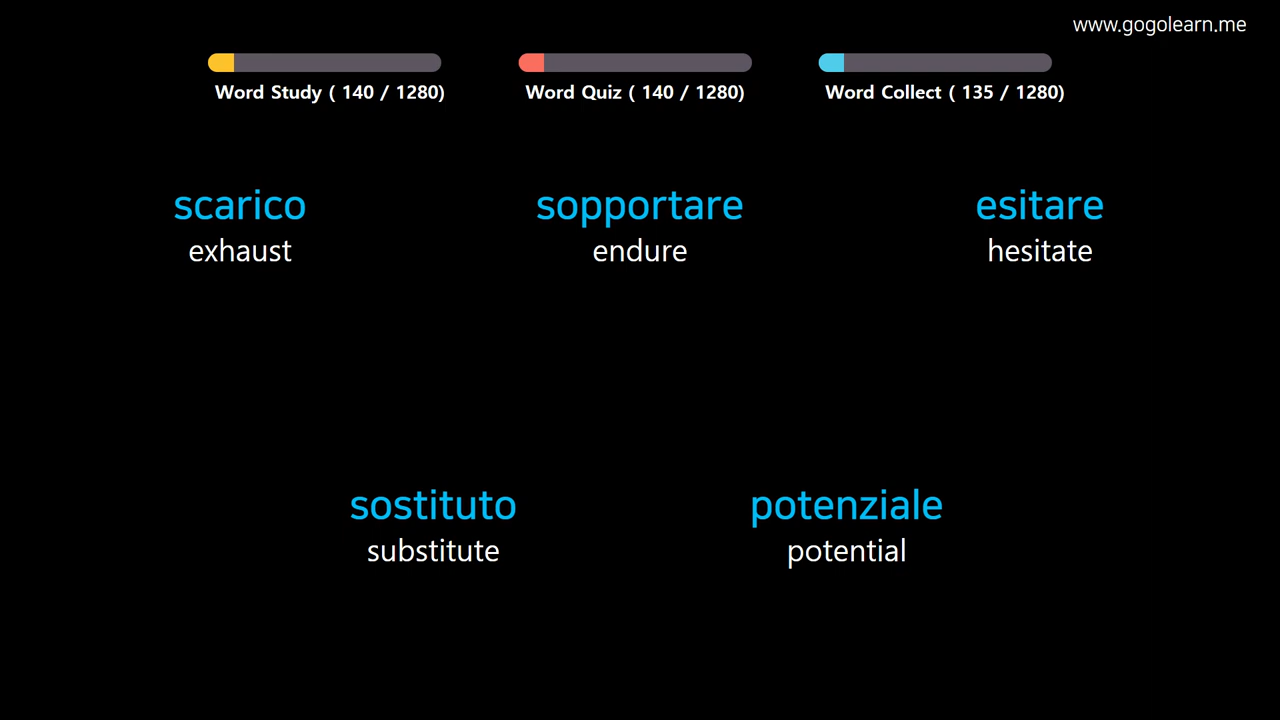 www.gogolearn.me
Word Study ( 140 / 1280)
Word Quiz ( 140 / 1280)
Word Collect ( 135 / 1280)
scarico
exhaust
sopportare
endure
esitare
hesitate
sostituto
substitute
potenziale
potential